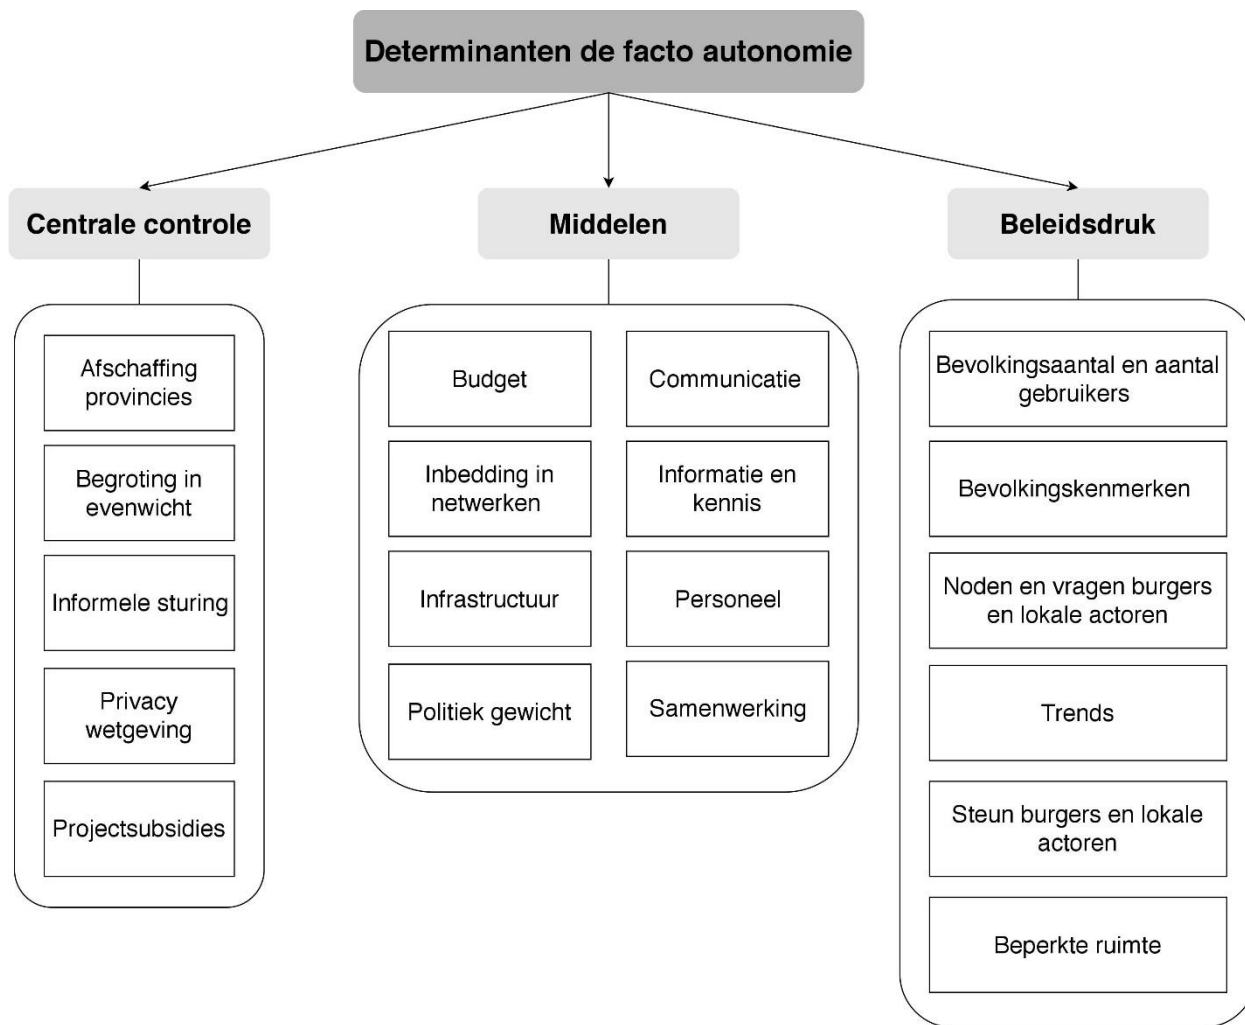 Determinanten de facto autonomie
Centrale controle
Afschaffing
provincies
Begroting in
evenwicht
Informele sturing
Privacy
wetgeving
Projectsubsidies
Middelen
Budget
Communicatie
Inbedding in
netwerken
Informatie en
kennis
Infrastructuur
Personeel
Politiek gewicht
Samenwerking
Beleidsdruk
Bevolkingsaantal en aantal
gebruikers
Bevolkingskenmerken
Noden en vragen burgers
en lokale actoren
Trends
Steun burgers en lokale
actoren
Beperkte ruimte